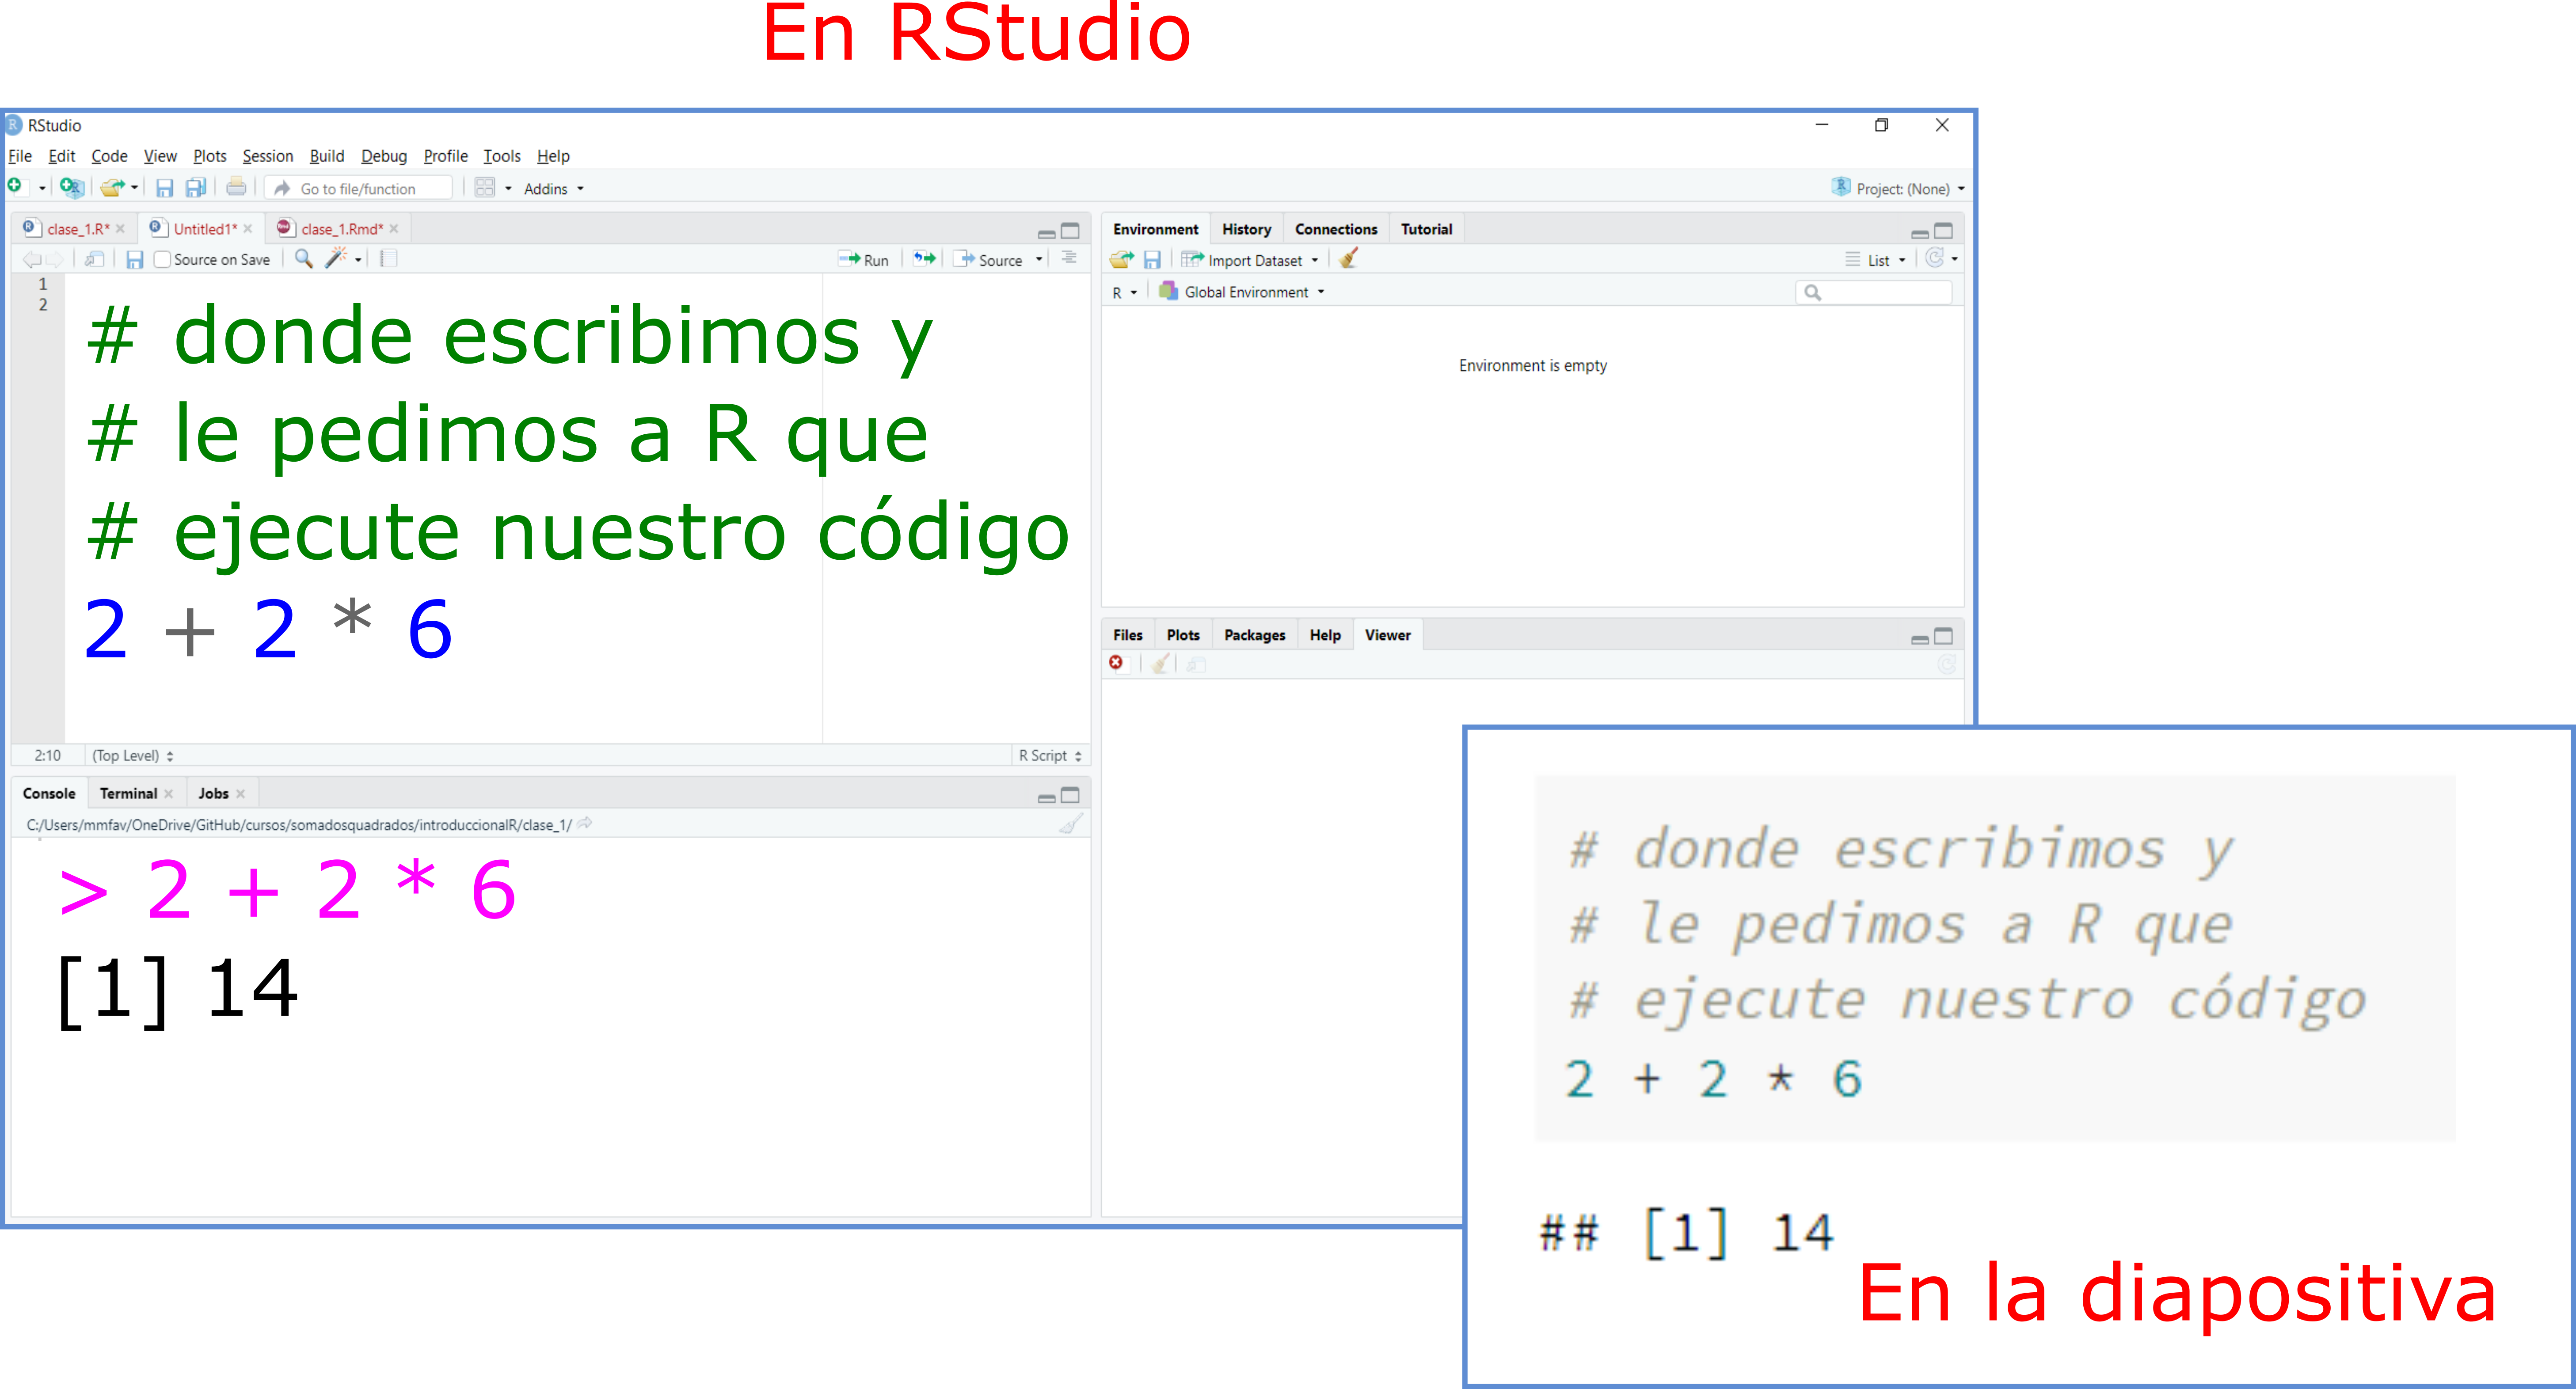 En RStudio
RStudio
File Edit Code View Plots Session Build Debug Profile Tools Help
Go to file/function Addins Project: (None)
clase_1.R* Untitled1* clase_1.Rmd*
Source on Save Run Source
1
2
# donde escribimos y
# le pedimos a R que
# ejecute nuestro código
2 + 2 * 6
2:10 (Top Level) R Script
Console Terminal Jobs
C:/Users/mmfav/OneDrive/GitHub/cursos/somadosquadrados/introduccionalR/clase_1/
> 2 + 2 * 6
[1] 14
Environment History Connections Tutorial
Import Dataset List
R Global Environment
Environment is empty
Files Plots Packages Help Viewer
# donde escribimos y
# le pedimos a R que
# ejecute nuestro código
2 + 2 * 6
## [1] 14
En la diapositiva